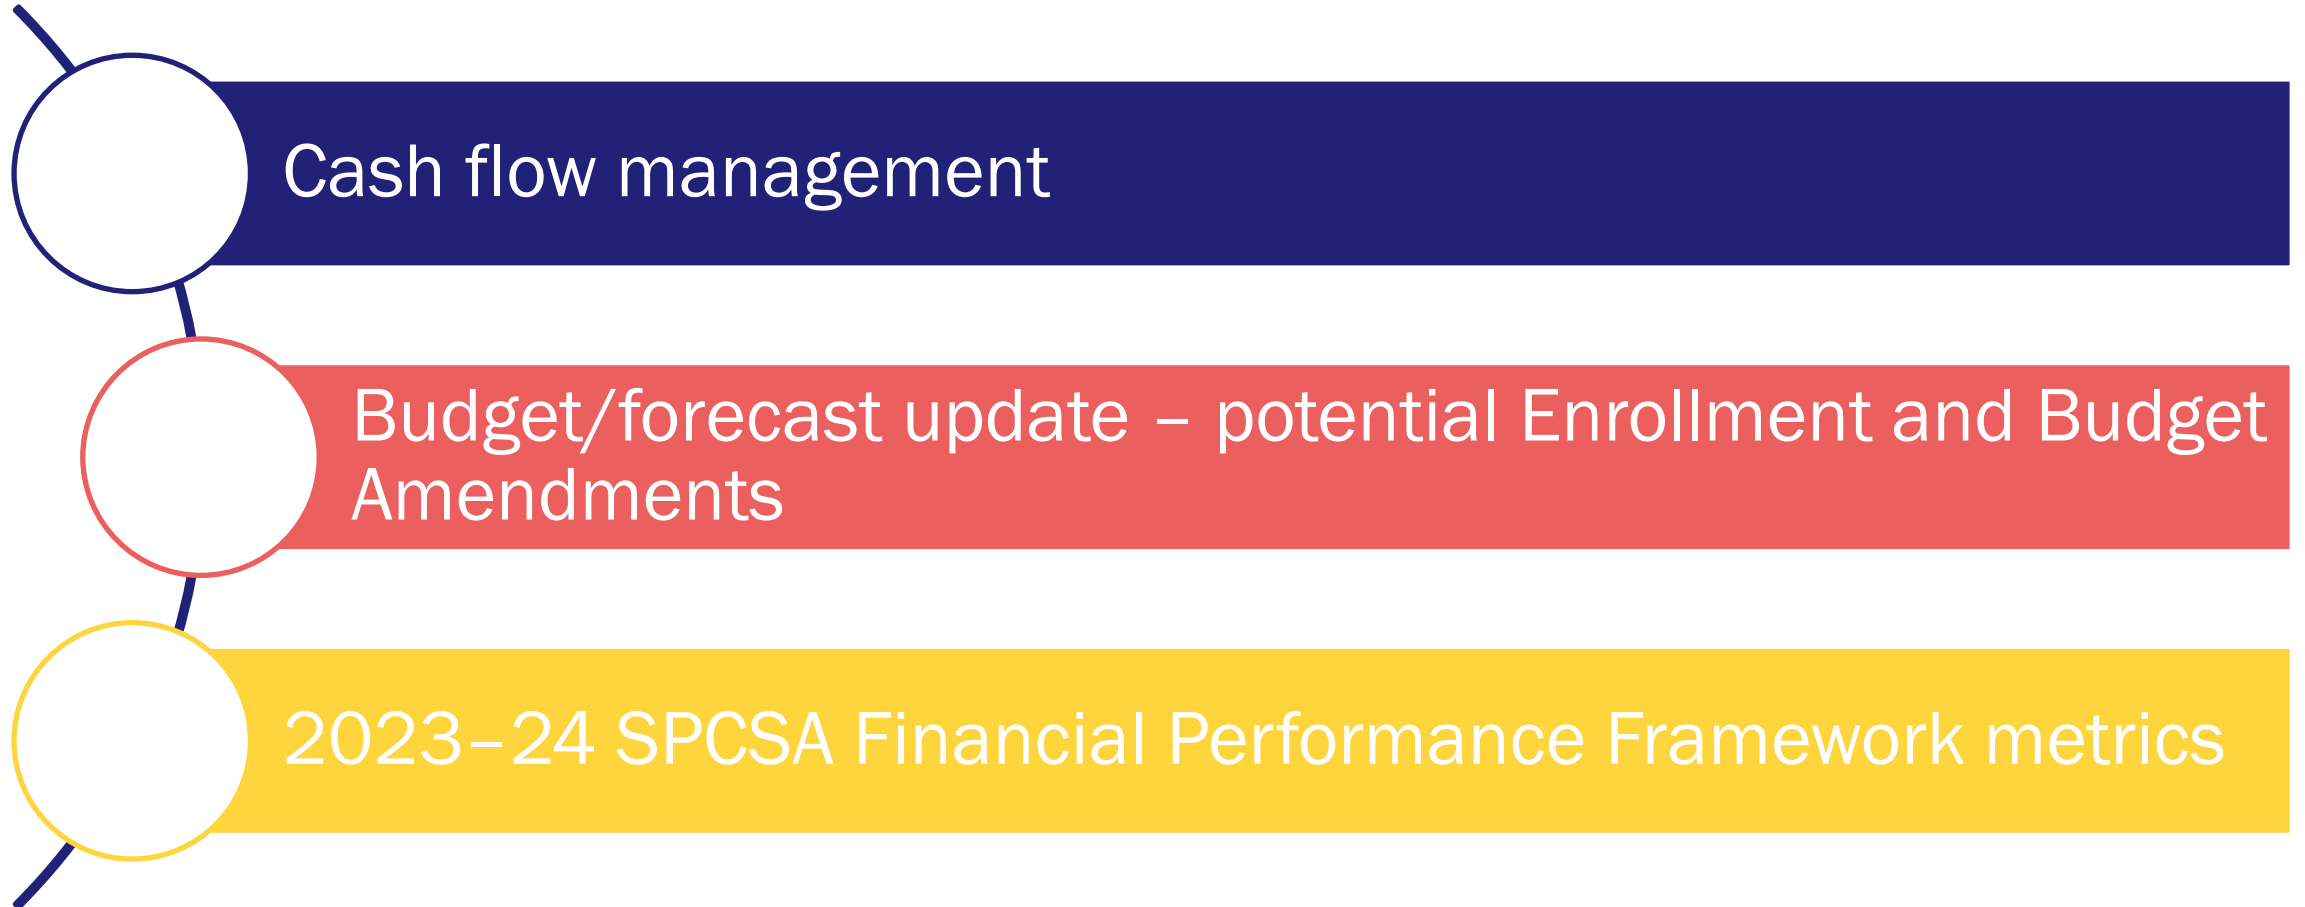 Cash flow management
Budget/forecast update – potential Enrollment and Budget
Amendments
2023–24 SPCSA Financial Performance Framework metrics